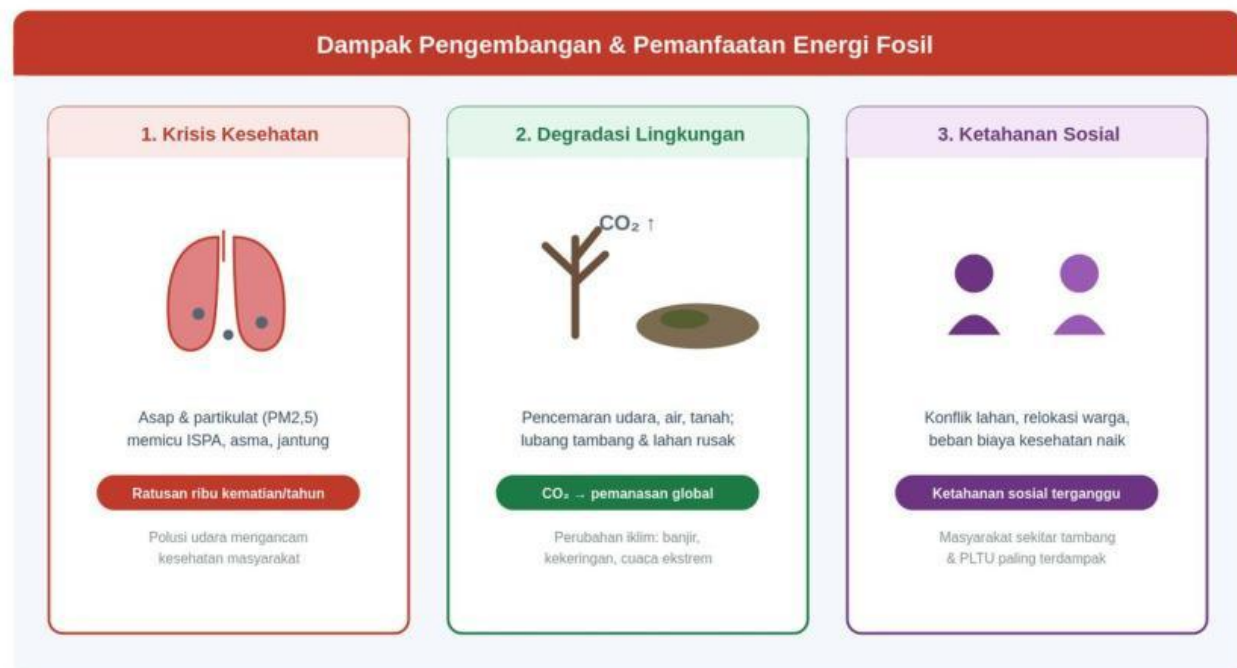 Dampak Pengembangan & Pemanfaatan Energi Fosil
1. Krisis Kesehatan
Asap & partikulat (PM2,5)
memicu ISPA, asma, jantung
Ratusan ribu kematian/tahun
Polusi udara mengancam
kesehatan masyarakat
2. Degradasi Lingkungan
CO₂ ↑
Pencemaran udara, air, tanah;
lubang tambang & lahan rusak
CO₂ → pemanasan global
Perubahan iklim: banjir,
kekeringan, cuaca ekstrem
3. Ketahanan Sosial
Konflik lahan, relokasi warga,
beban biaya kesehatan naik
Ketahanan sosial terganggu
Masyarakat sekitar tambang
& PLTU paling terdampak